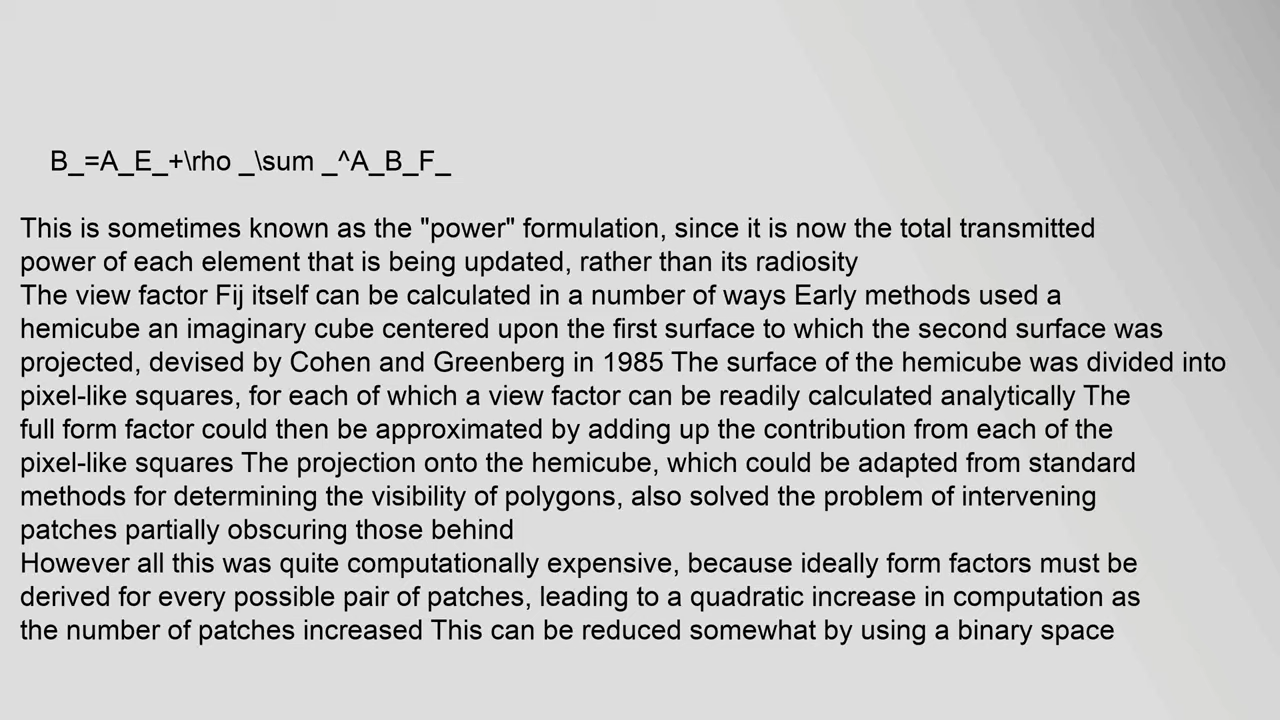 B_=A_E_+\rho _\sum _^A_B_F_
This is sometimes known as the "power" formulation, since it is now the total transmitted
power of each element that is being updated, rather than its radiosity
The view factor Fij itself can be calculated in a number of ways Early methods used a
hemicube an imaginary cube centered upon the first surface to which the second surface was
projected, devised by Cohen and Greenberg in 1985 The surface of the hemicube was divided into
pixel-like squares, for each of which a view factor can be readily calculated analytically The
full form factor could then be approximated by adding up the contribution from each of the
pixel-like squares The projection onto the hemicube, which could be adapted from standard
methods for determining the visibility of polygons, also solved the problem of intervening
patches partially obscuring those behind
However all this was quite computationally expensive, because ideally form factors must be
derived for every possible pair of patches, leading to a quadratic increase in computation as
the number of patches increased This can be reduced somewhat by using a binary space